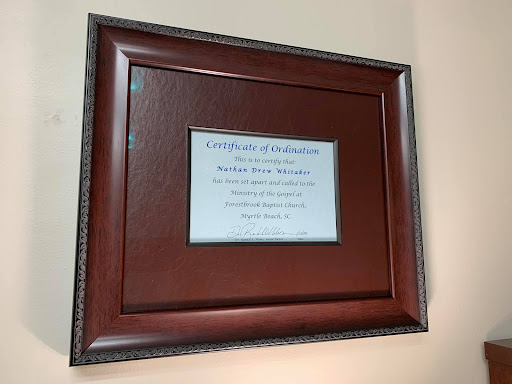 Certificate of Ordination
This is to certify that
Nathan Drew Whitaker
has been set apart and called to the
Ministry of the Gospel at
Forestbrook Baptist Church,
Myrtle Beach, SC